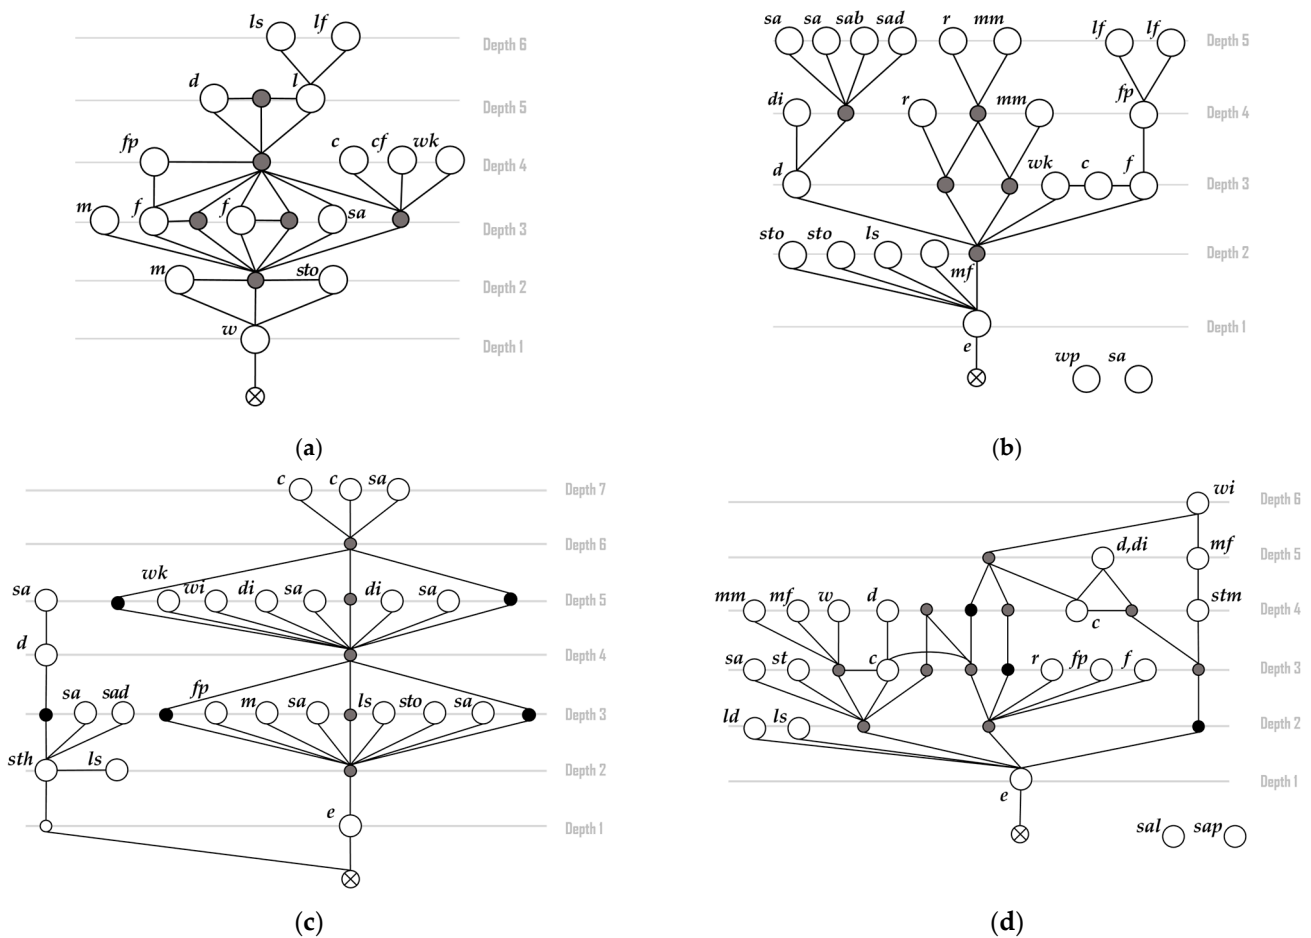 ls lf
Depth 6
d l
Depth 5
fp c cf wk
Depth 4
m f f sa
Depth 3
m sto
Depth 2
w
Depth 1
(a)
sa sa sab sad r mm lf lf
Depth 5
di r mm fp
Depth 4
d wk c f
Depth 3
sto sto ls mf
Depth 2
e
Depth 1
wp sa
(b)
c c sa
Depth 7
Depth 6
sa wk wi di sa di sa
Depth 5
d
Depth 4
sa sad fp m sa ls sto sa
Depth 3
sth ls
Depth 2
e
Depth 1
(c)
wi
Depth 6
d,di mf
Depth 5
mm mf w d c stm
Depth 4
sa st c r fp f
Depth 3
ld ls
Depth 2
e
Depth 1
sal sap
(d)